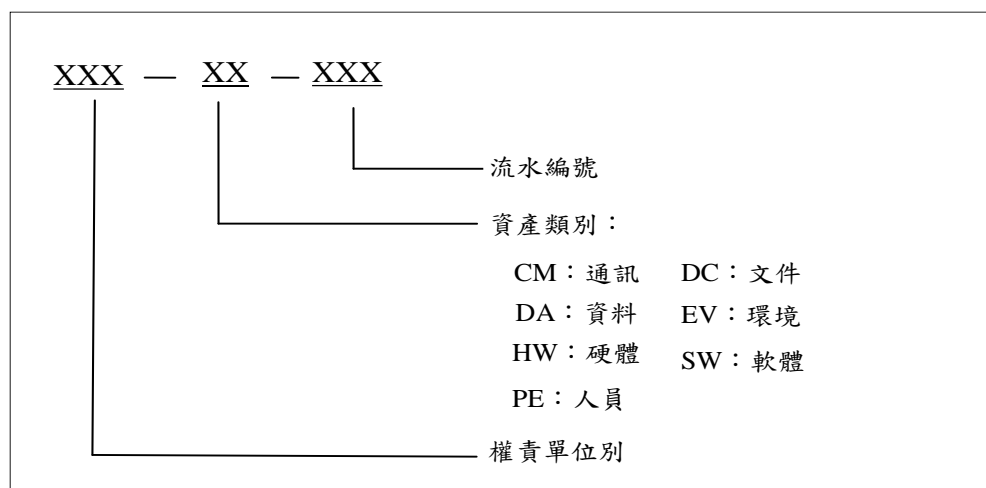 XXX — XX — XXX
流水編號
資產類別：
CM：通訊 DC：文件
DA：資料 EV：環境
HW：硬體 SW：軟體
PE：人員
權責單位別